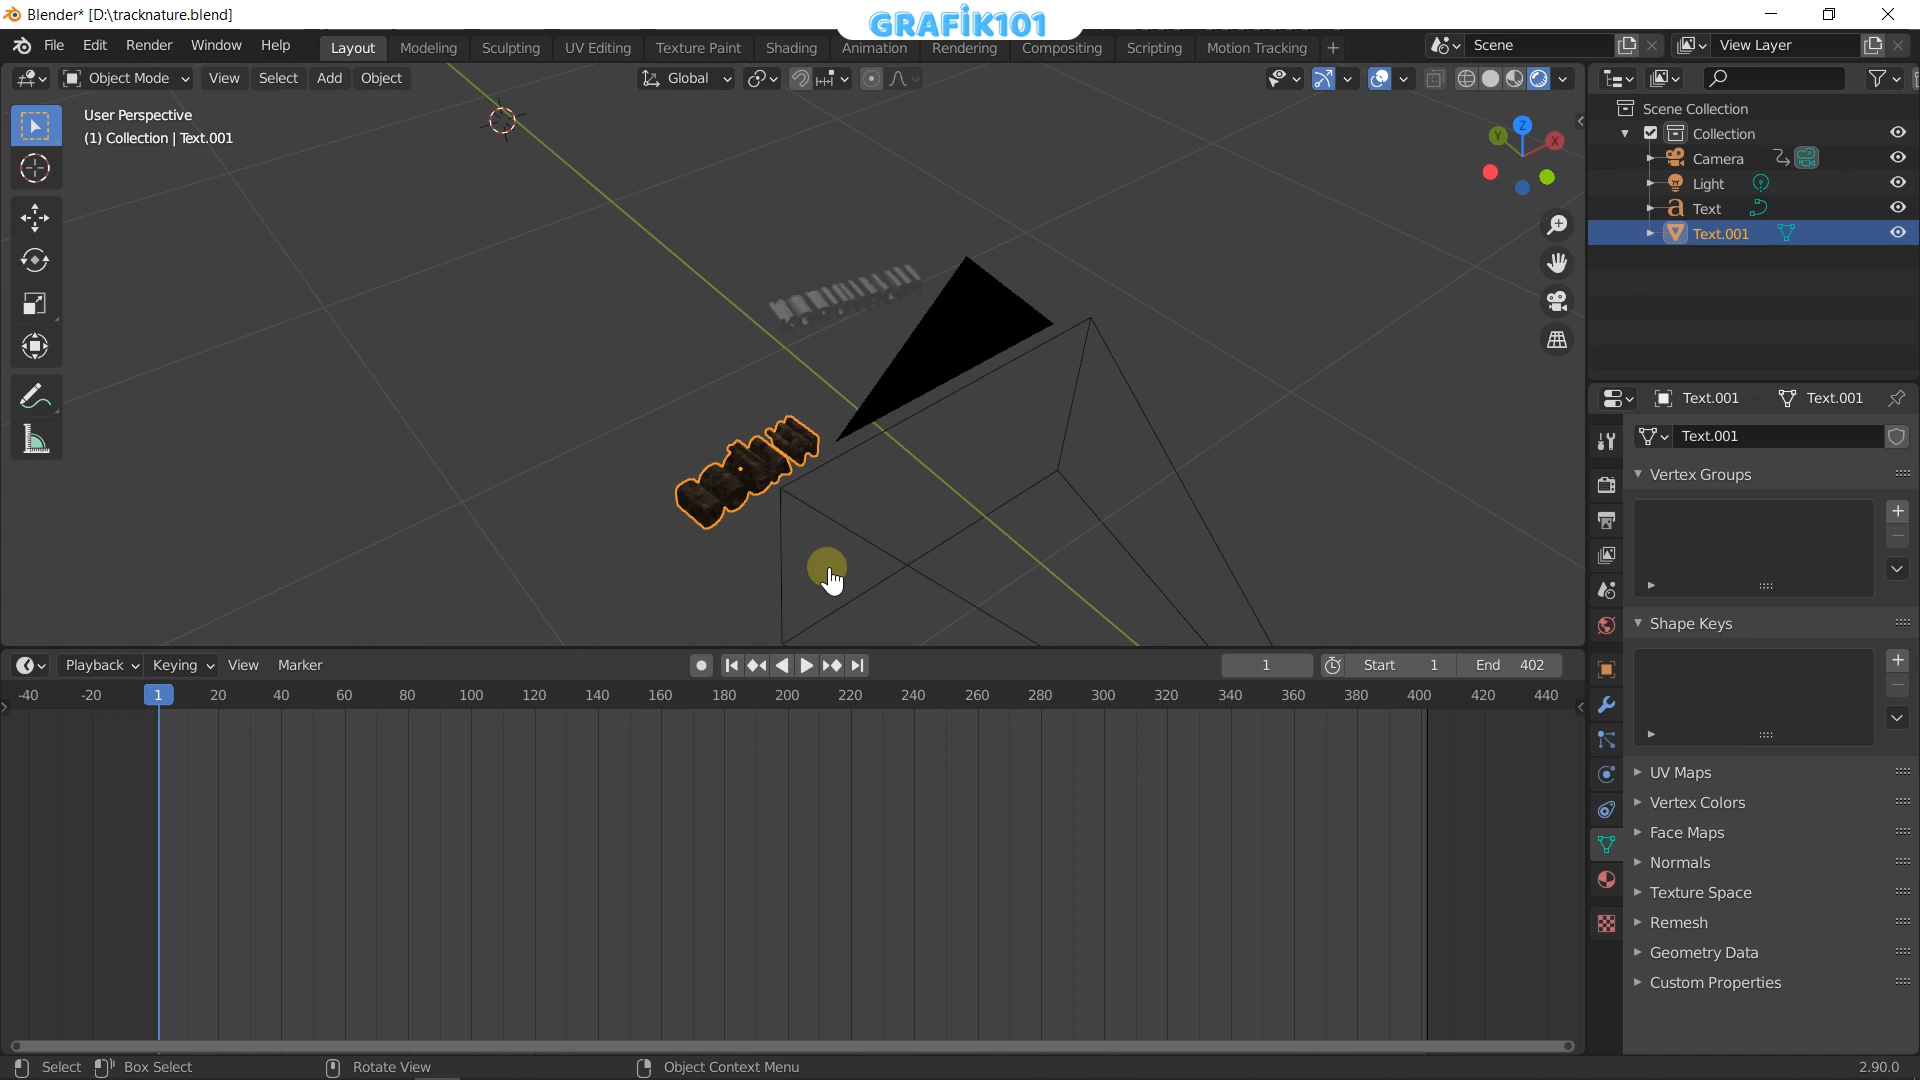 Blender* [D:\tracknature.blend]
GRAFİK101
File Edit Render Window Help
Layout Modeling Sculpting UV Editing Texture Paint Shading Animation Rendering Compositing Scripting Motion Tracking +
Scene
View Layer
Object Mode View Select Add Object
Global
User Perspective
(1) Collection | Text.001
Z
Y
X
Scene Collection
Collection
Camera
Light
Text
Text.001
Text.001 Text.001
Text.001
Vertex Groups
Shape Keys
UV Maps
Vertex Colors
Face Maps
Normals
Texture Space
Remesh
Geometry Data
Custom Properties
Playback Keying View Marker
1 Start 1 End 402
-40 -20 1 20 40 60 80 100 120 140 160 180 200 220 240 260 280 300 320 340 360 380 400 420 440
Select Box Select Rotate View Object Context Menu 2.90.0